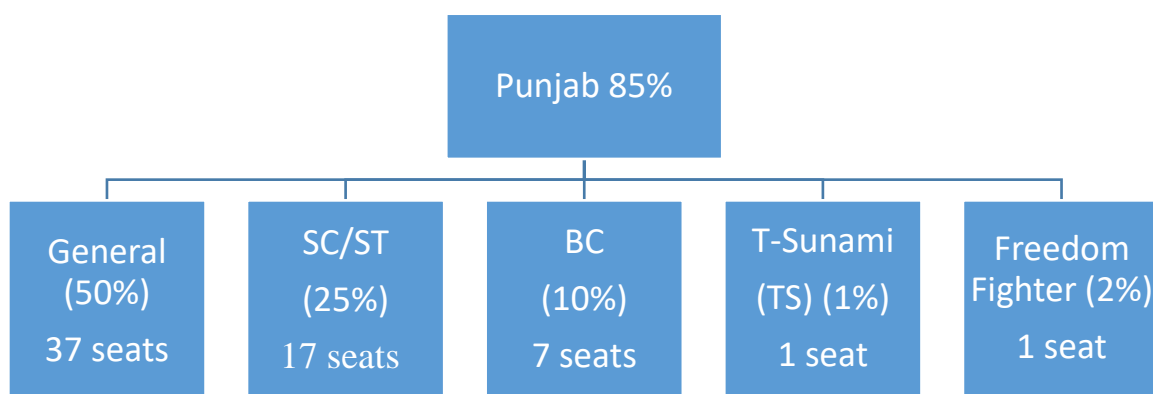 Punjab 85%
General
(50%)
37 seats
SC/ST
(25%)
17 seats
BC
(10%)
7 seats
T-Sunami
(TS) (1%)
1 seat
Freedom
Fighter (2%)
1 seat